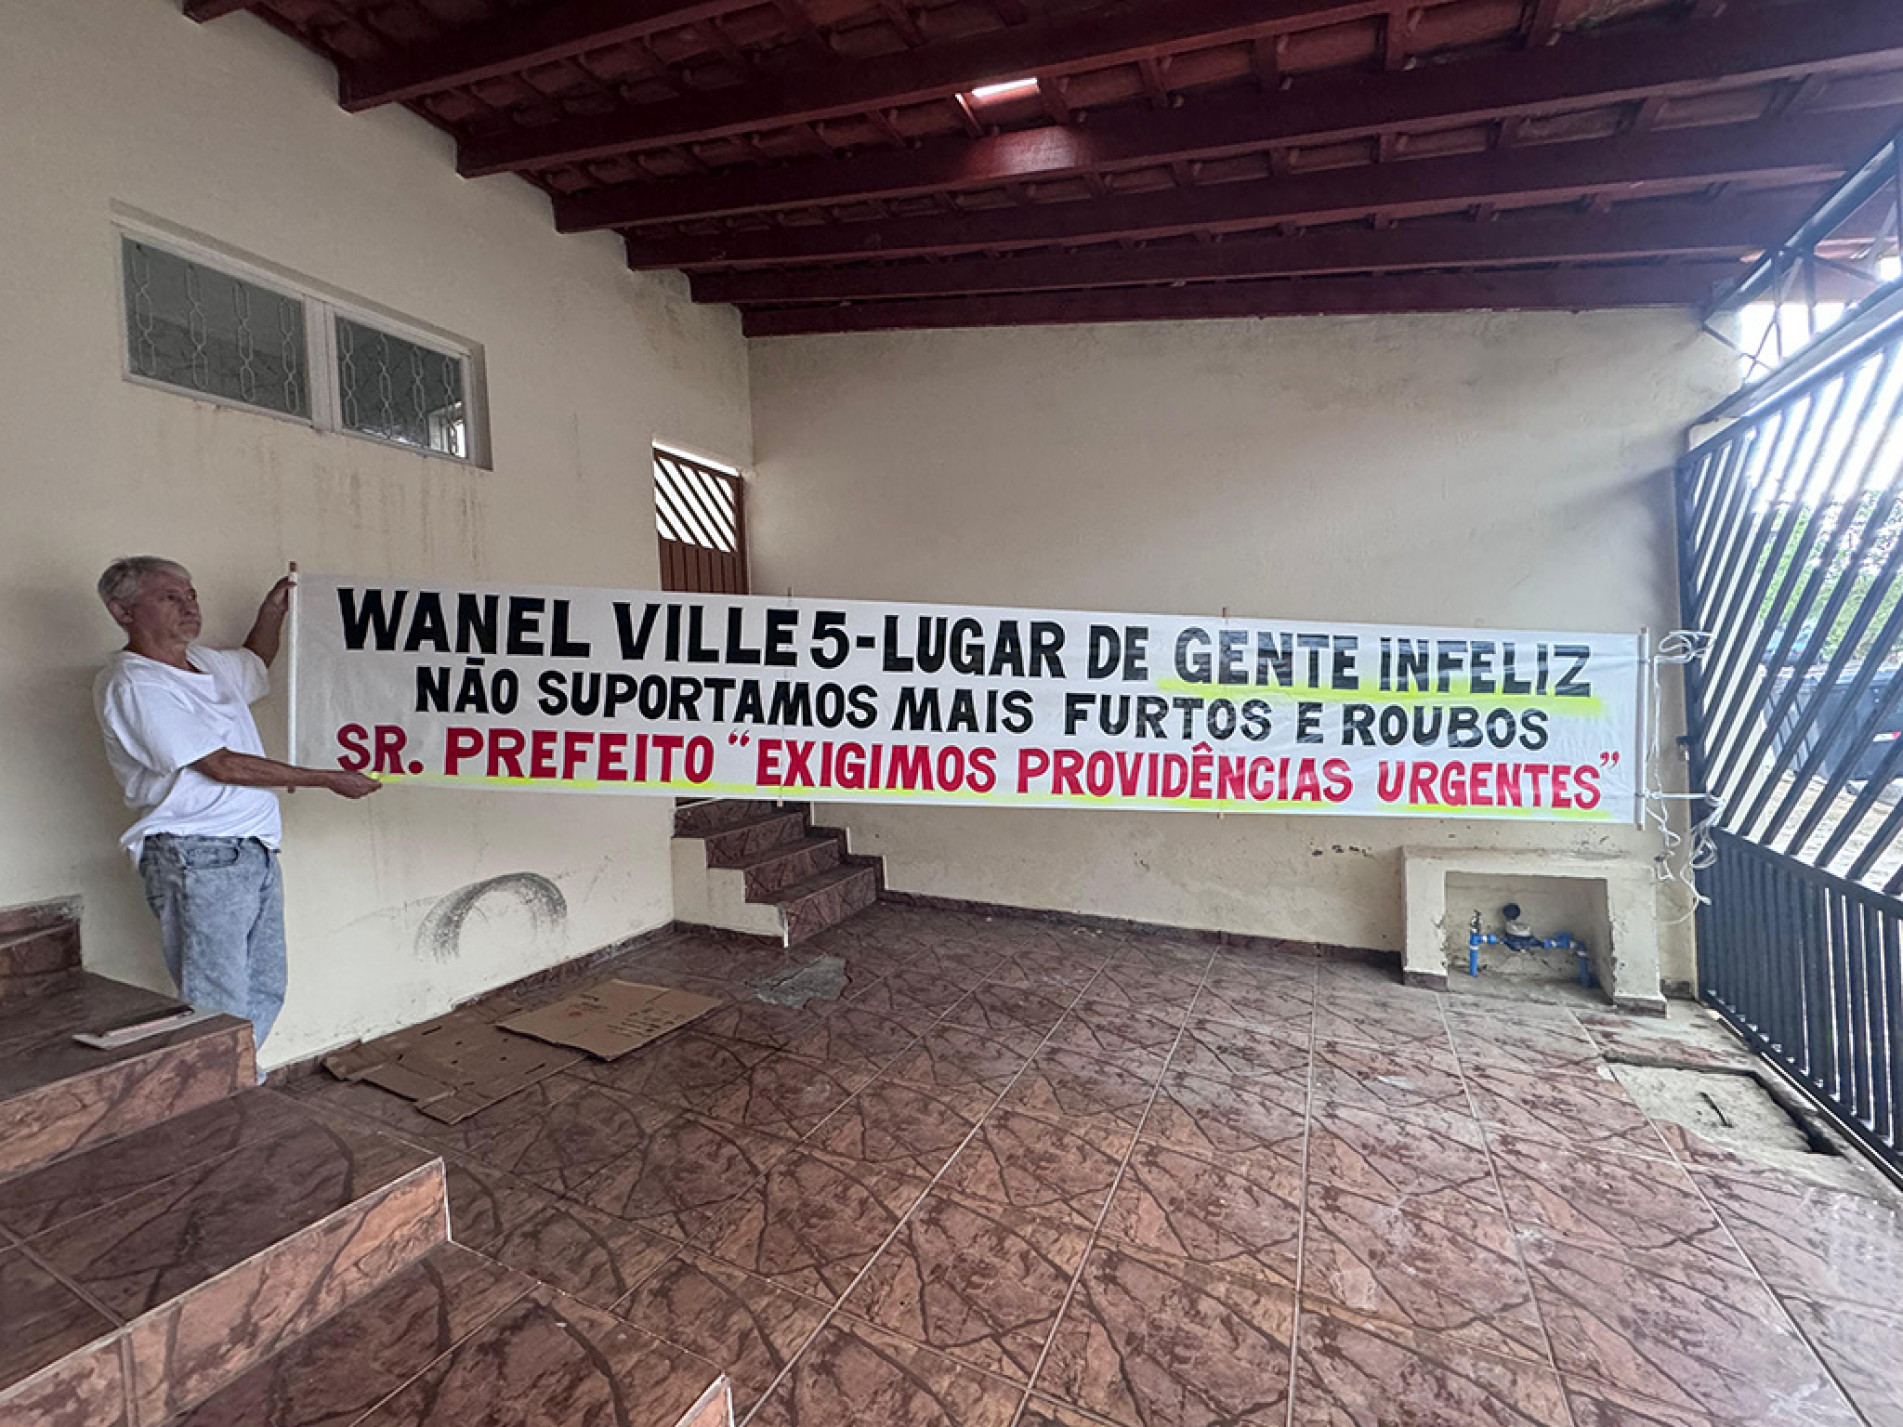 WANEL VILLE 5-LUGAR DE GENTE INFELIZ
NÃO SUPORTAMOS MAIS FURTOS E ROUBOS
SR. PREFEITO "EXIGIMOS PROVIDÊNCIAS URGENTES"